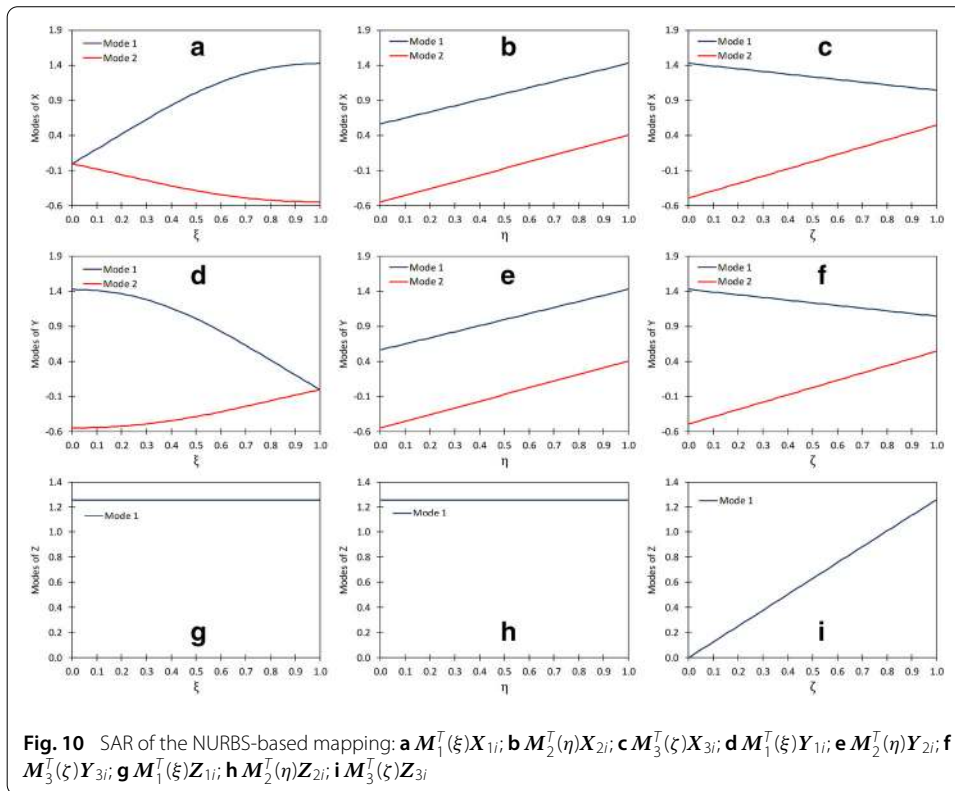 1.9
1.4
0.9
0.4
-0.1
-0.6
Modes of X
Mode 1
Mode 2
a
0.0 0.1 0.2 0.3 0.4 0.5 0.6 0.7 0.8 0.9 1.0
ξ
1.9
1.4
0.9
0.4
-0.1
-0.6
Modes of X
Mode 1
Mode 2
b
0.0 0.1 0.2 0.3 0.4 0.5 0.6 0.7 0.8 0.9 1.0
η
1.9
1.4
0.9
0.4
-0.1
-0.6
Modes of X
Mode 1
Mode 2
c
0.0 0.1 0.2 0.3 0.4 0.5 0.6 0.7 0.8 0.9 1.0
ζ
1.9
1.4
0.9
0.4
-0.1
-0.6
Modes of Y
Mode 1
Mode 2
d
0.0 0.1 0.2 0.3 0.4 0.5 0.6 0.7 0.8 0.9 1.0
ξ
1.9
1.4
0.9
0.4
-0.1
-0.6
Modes of Y
Mode 1
Mode 2
e
0.0 0.1 0.2 0.3 0.4 0.5 0.6 0.7 0.8 0.9 1.0
η
1.9
1.4
0.9
0.4
-0.1
-0.6
Modes of Y
Mode 1
Mode 2
f
0.0 0.1 0.2 0.3 0.4 0.5 0.6 0.7 0.8 0.9 1.0
ζ
1.4
1.2
1.0
0.8
0.6
0.4
0.2
0.0
Modes of Z
Mode 1
g
0.0 0.1 0.2 0.3 0.4 0.5 0.6 0.7 0.8 0.9 1.0
ξ
1.4
1.2
1.0
0.8
0.6
0.4
0.2
0.0
Modes of Z
Mode 1
h
0.0 0.1 0.2 0.3 0.4 0.5 0.6 0.7 0.8 0.9 1.0
η
1.4
1.2
1.0
0.8
0.6
0.4
0.2
0.0
Modes of Z
Mode 1
i
0.0 0.1 0.2 0.3 0.4 0.5 0.6 0.7 0.8 0.9 1.0
ζ
Fig. 10 SAR of the NURBS-based mapping: a M₁ᵀ(ξ)X₁ᵢ; b M₂ᵀ(η)X₂ᵢ; c M₃ᵀ(ζ)X₃ᵢ; d M₁ᵀ(ξ)Y₁ᵢ; e M₂ᵀ(η)Y₂ᵢ; f
M₃ᵀ(ζ)Y₃ᵢ; g M₁ᵀ(ξ)Z₁ᵢ; h M₂ᵀ(η)Z₂ᵢ; i M₃ᵀ(ζ)Z₃ᵢ